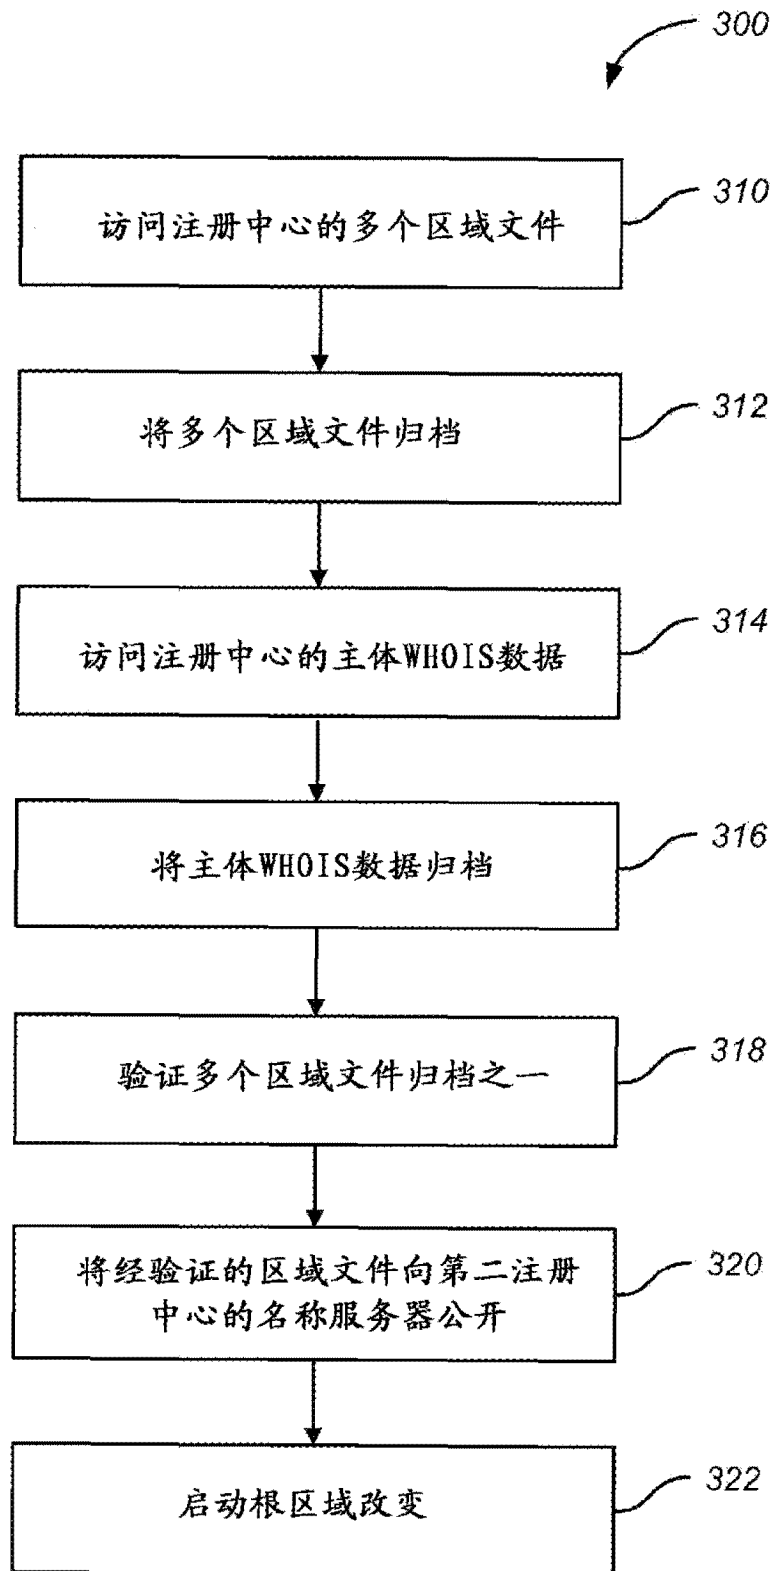 300
访问注册中心的多个区域文件
310
将多个区域文件归档
312
访问注册中心的主体WHOIS数据
314
将主体WHOIS数据归档
316
验证多个区域文件归档之一
318
将经验证的区域文件向第二注册
中心的名称服务器公开
320
启动根区域改变
322